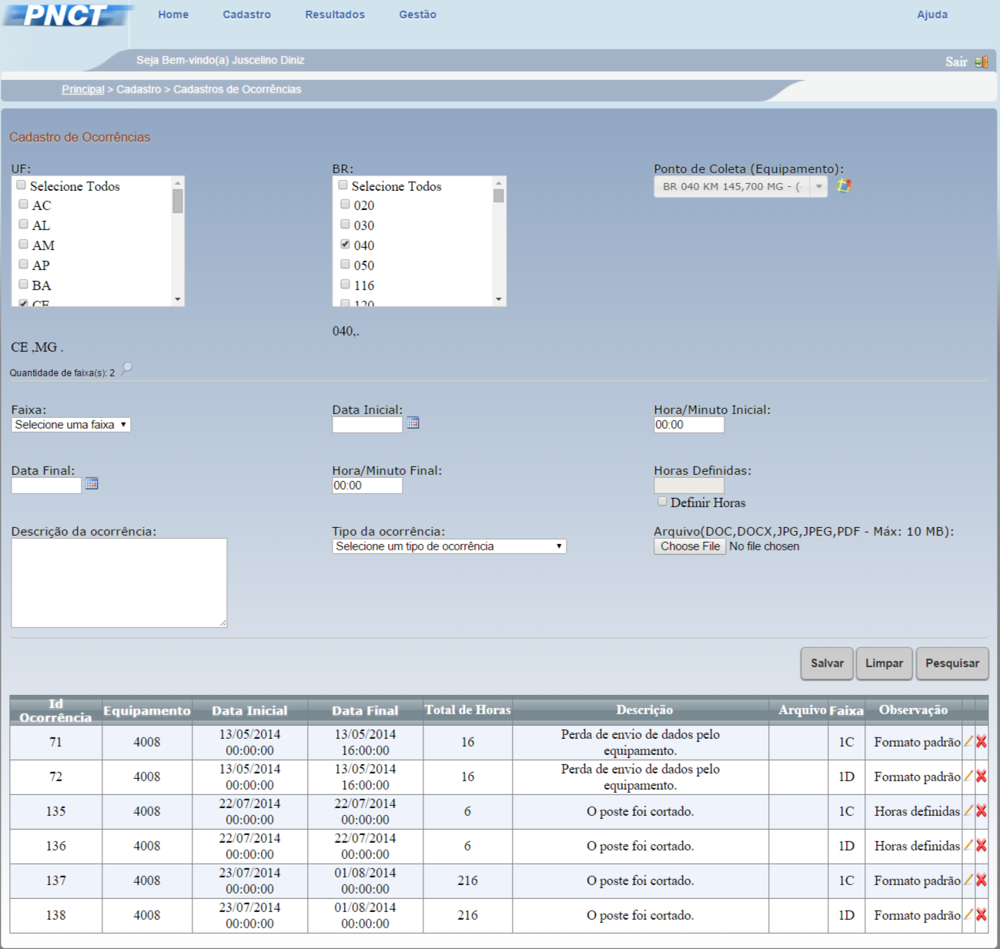 PNCT
Home Cadastro Resultados Gestão Ajuda
Seja Bem-vindo(a) Juscelino Diniz
Sair
Principal > Cadastro > Cadastros de Ocorrências
Cadastro de Ocorrências
UF: BR: Ponto de Coleta (Equipamento):
Selecione Todos Selecione Todos BR 040 KM 145,700 MG - (
AC 020
AL 030
AM 040
AP 050
BA 116
CE 120
040,.
CE ,MG .
Quantidade de faixa(s): 2
Faixa: Data Inicial: Hora/Minuto Inicial:
Selecione uma faixa 00:00
Data Final: Hora/Minuto Final: Horas Definidas:
00:00
Definir Horas
Descrição da ocorrência: Tipo da ocorrência: Arquivo(DOC,DOCX,JPG,JPEG,PDF - Máx: 10 MB):
Selecione um tipo de ocorrência Choose File No file chosen
Salvar Limpar Pesquisar
Id Ocorrência Equipamento Data Inicial Data Final Total de Horas Descrição Arquivo Faixa Observação
71 4008 13/05/2014 00:00:00 13/05/2014 16:00:00 16 Perda de envio de dados pelo equipamento. 1C Formato padrão
72 4008 13/05/2014 00:00:00 13/05/2014 16:00:00 16 Perda de envio de dados pelo equipamento. 1D Formato padrão
135 4008 22/07/2014 00:00:00 22/07/2014 00:00:00 6 O poste foi cortado. 1C Horas definidas
136 4008 22/07/2014 00:00:00 22/07/2014 00:00:00 6 O poste foi cortado. 1D Horas definidas
137 4008 23/07/2014 00:00:00 01/08/2014 00:00:00 216 O poste foi cortado. 1C Formato padrão
138 4008 23/07/2014 00:00:00 01/08/2014 00:00:00 216 O poste foi cortado. 1D Formato padrão